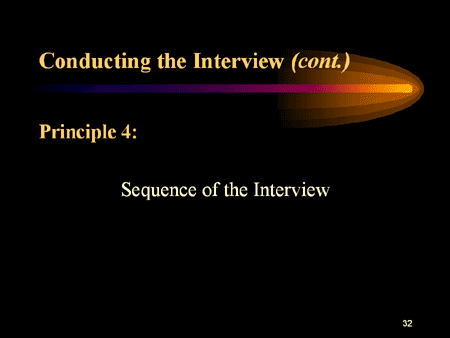 Conducting the Interview (cont.)
Principle 4:
Sequence of the Interview
32